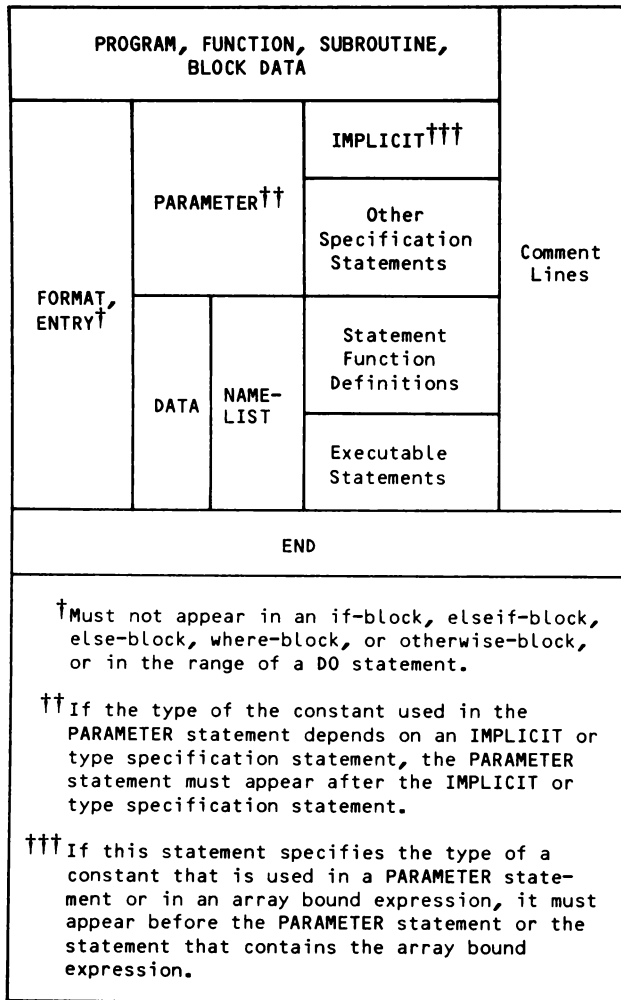 PROGRAM, FUNCTION, SUBROUTINE,
BLOCK DATA
FORMAT,
ENTRY†
PARAMETER††
IMPLICIT†††
Other
Specification
Statements
DATA
NAME-
LIST
Statement
Function
Definitions
Executable
Statements
Comment
Lines
END
†Must not appear in an if-block, elseif-block,
else-block, where-block, or otherwise-block,
or in the range of a DO statement.
††If the type of the constant used in the
PARAMETER statement depends on an IMPLICIT or
type specification statement, the PARAMETER
statement must appear after the IMPLICIT or
type specification statement.
†††If this statement specifies the type of a
constant that is used in a PARAMETER state-
ment or in an array bound expression, it must
appear before the PARAMETER statement or the
statement that contains the array bound
expression.